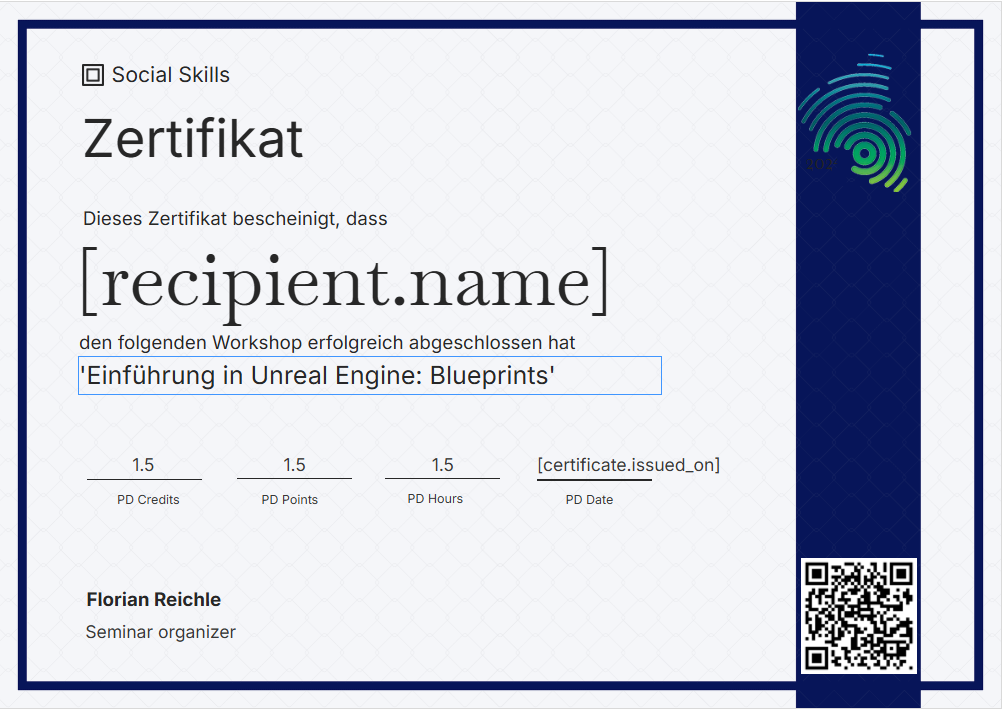 Social Skills
Zertifikat
Dieses Zertifikat bescheinigt, dass
[recipient.name]
den folgenden Workshop erfolgreich abgeschlossen hat
'Einführung in Unreal Engine: Blueprints'
1.5 1.5 1.5 [certificate.issued_on]
PD Credits PD Points PD Hours PD Date
Florian Reichle
Seminar organizer